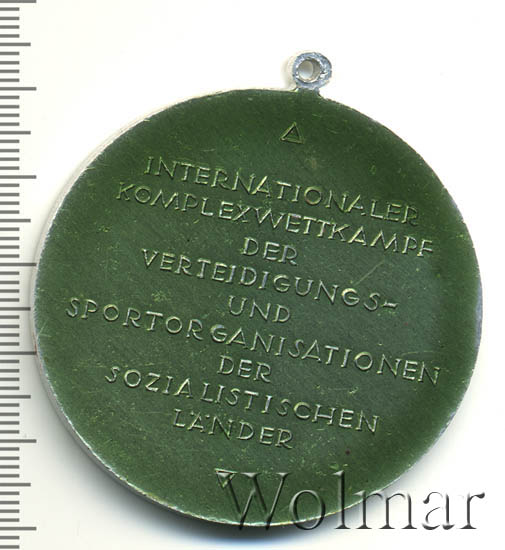 INTERNATIONALER
KOMPLEXWETTKAMPF
DER
VERTEIDIGUNGS-
UND
SPORTORGANISATIONEN
DER
SOZIALISTISCHEN
LÄNDER
Wolmar